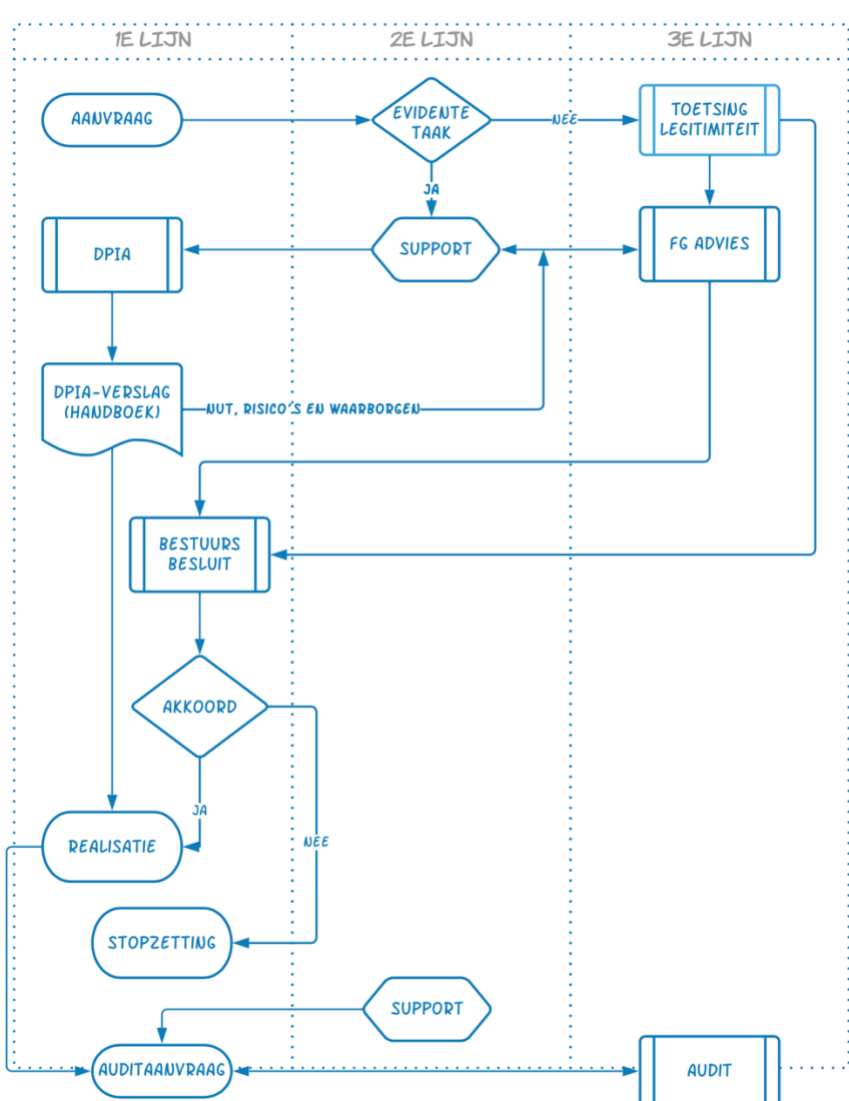 1E LIJN
2E LIJN
3E LIJN
AANVRAAG
EVIDENTE
TAAK
NEE
TOETSING
LEGITIMITEIT
JA
DPIA
SUPPORT
FG ADVIES
DPIA-VERSLAG
(HANDBOEK)
NUT, RISICO'S EN WAARBORGEN
BESTUURS
BESLUIT
AKKOORD
JA
NEE
REALISATIE
STOPZETTING
SUPPORT
AUDITAANVRAAG
AUDIT